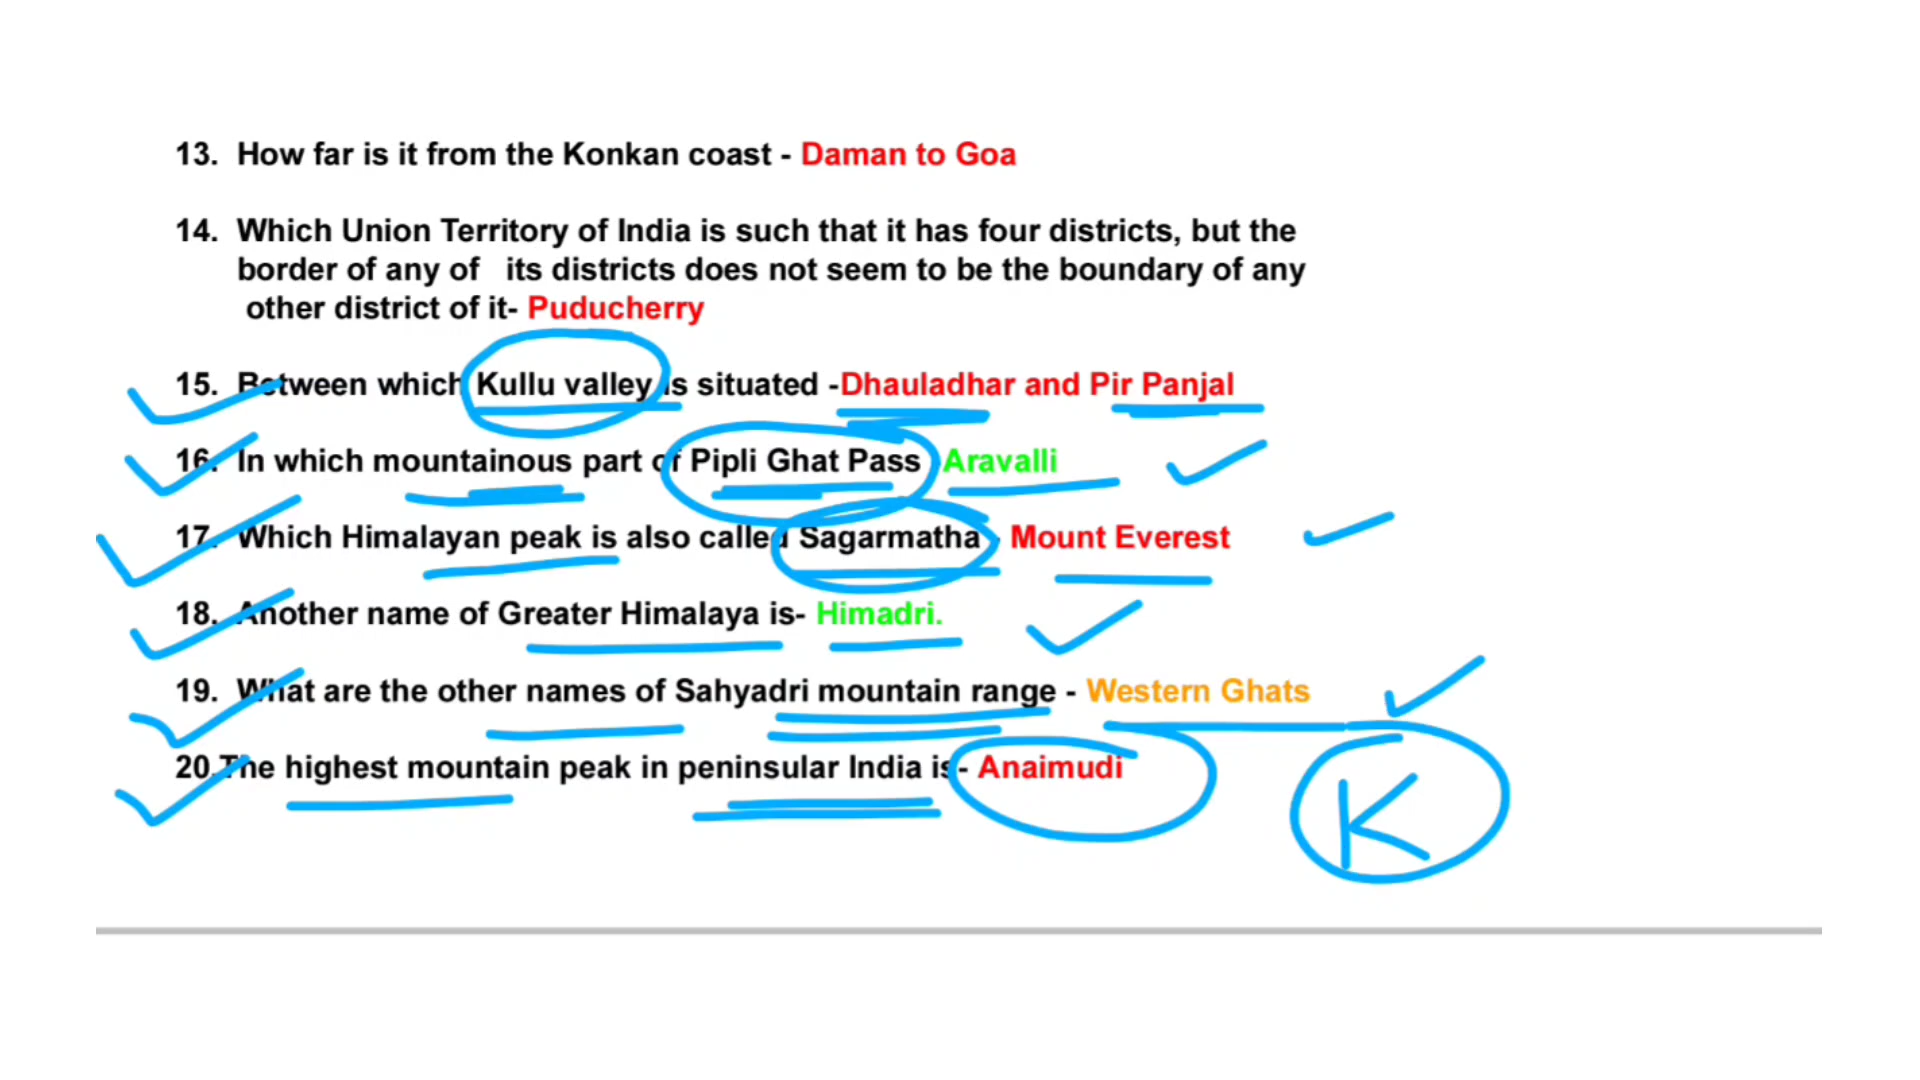 13. How far is it from the Konkan coast - Daman to Goa
14. Which Union Territory of India is such that it has four districts, but the
border of any of its districts does not seem to be the boundary of any
other district of it- Puducherry
15. Between which Kullu valley is situated -Dhauladhar and Pir Panjal
16. In which mountainous part of Pipli Ghat Pass - Aravalli
17. Which Himalayan peak is also called Sagarmatha - Mount Everest
18. Another name of Greater Himalaya is- Himadri.
19. What are the other names of Sahyadri mountain range - Western Ghats
20.The highest mountain peak in peninsular India is- Anaimudi
K